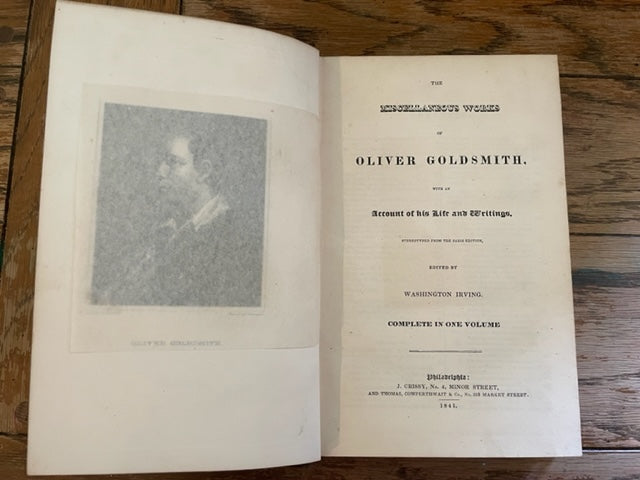 OLIVER GOLDSMITH.
THE
MISCELLANEOUS WORKS
OF
OLIVER GOLDSMITH,
WITH AN
Account of his Life and Writings.
STEREOTYPED FROM THE PARIS EDITION,
EDITED BY
WASHINGTON IRVING.
COMPLETE IN ONE VOLUME
Philadelphia:
J. CRISSY, No. 4, MINOR STREET,
AND THOMAS, COWPERTHWAIT & Co., No. 253 MARKET STREET.
1841.